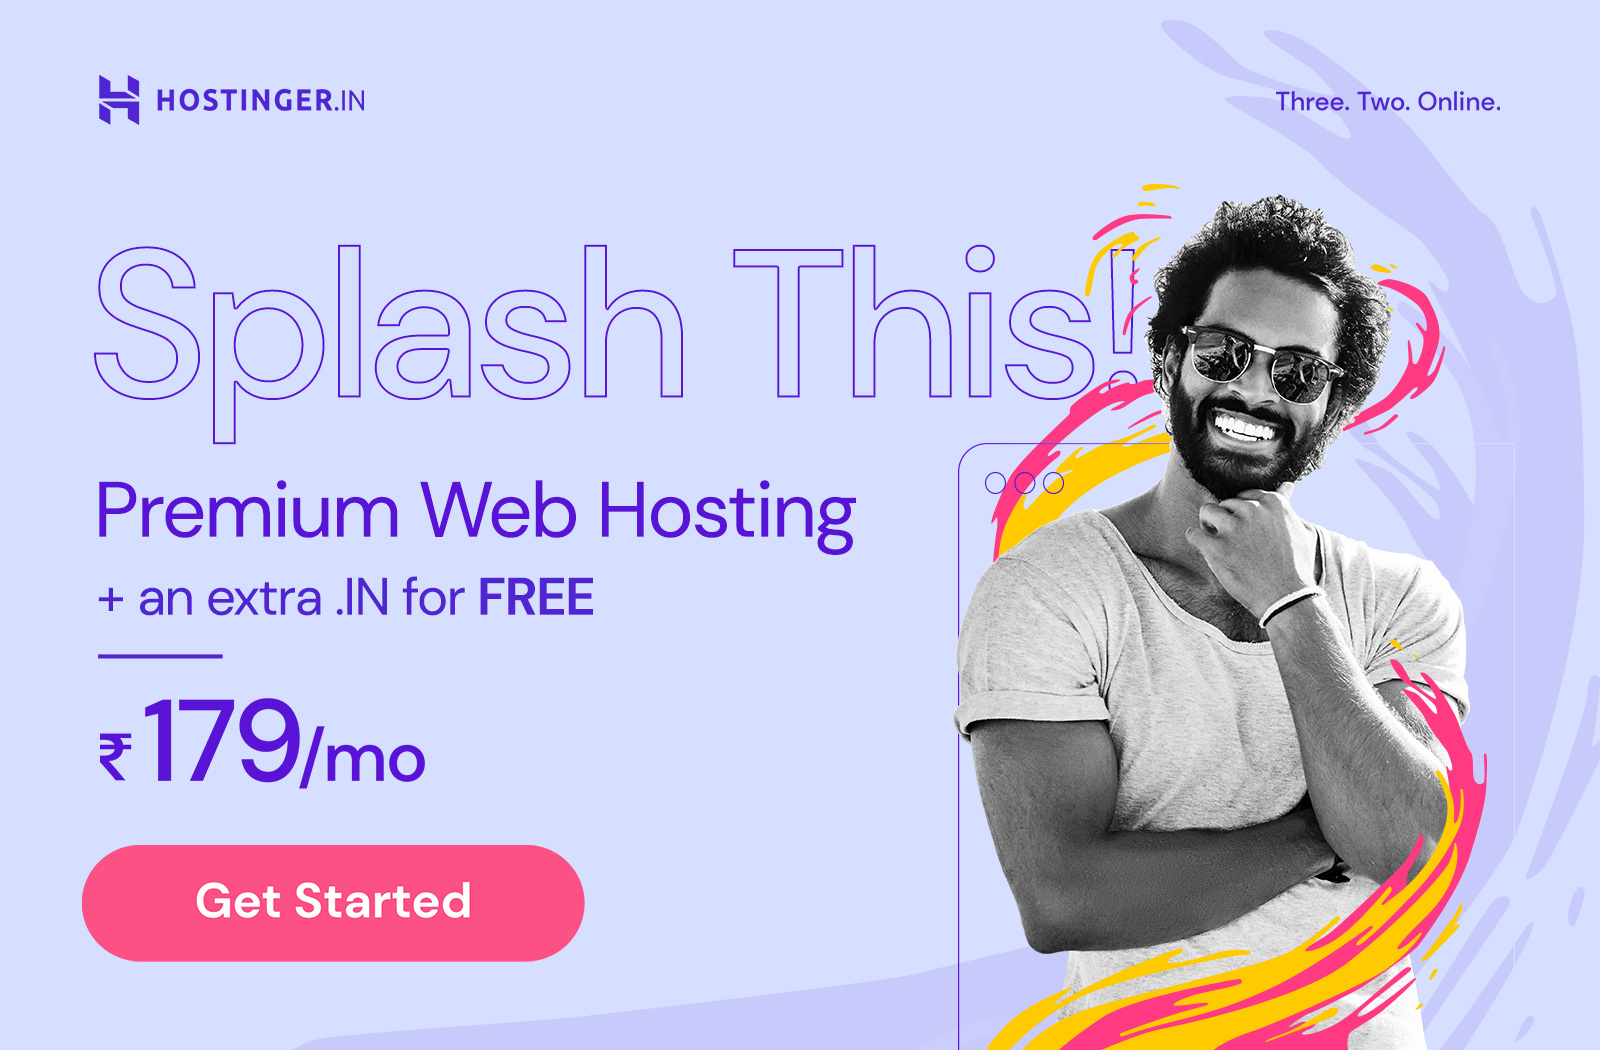 HOSTINGER.IN
Three. Two. Online.
Splash This!
Premium Web Hosting
+ an extra .IN for FREE
₹179/mo
Get Started